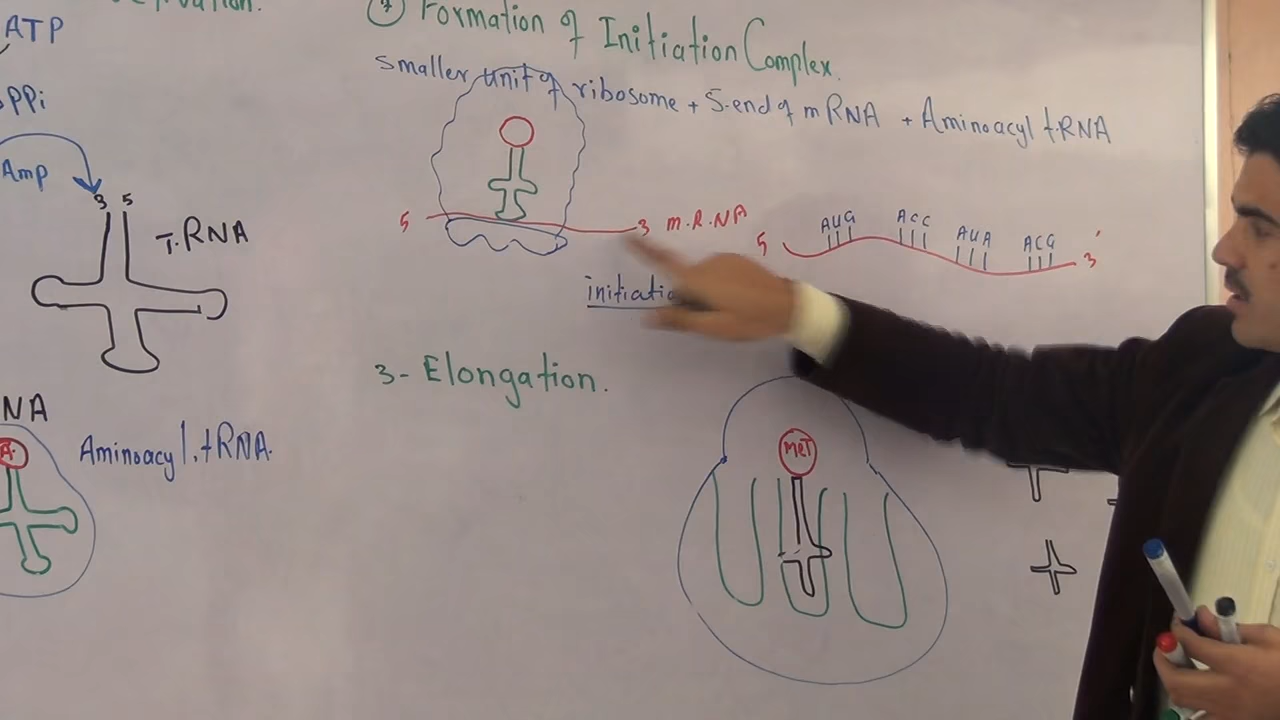 ATP
PPi
Amp
3 5
T.RNA
NA
A.
Aminoacyl.tRNA.
Formation of Initiation Complex.
Smaller unit of ribosome + 5-end of mRNA + Aminoacyl t.RNA
5
3 m.R.NA
5
AUG ACC AUA ACG
3'
3- Elongation.
MeT